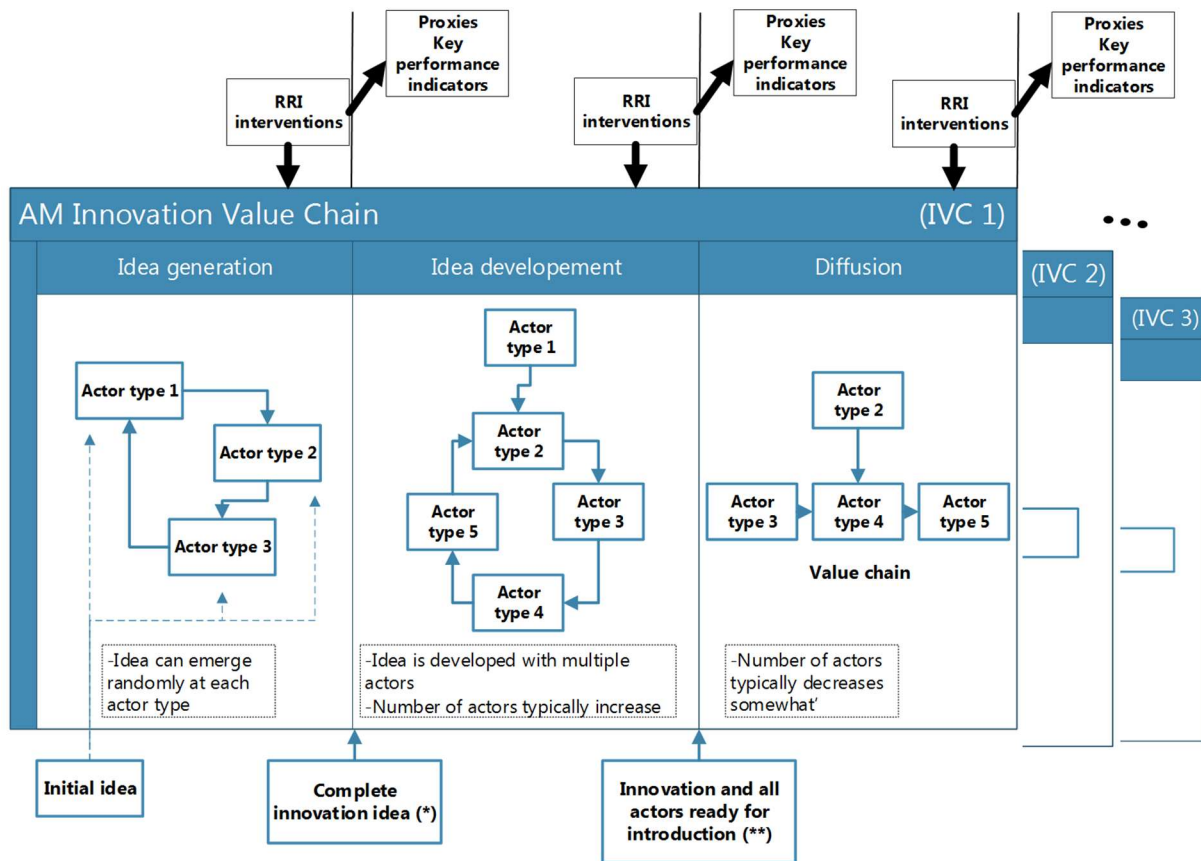 Proxies
Key
performance
indicators
Proxies
Key
performance
indicators
Proxies
Key
performance
indicators
RRI
interventions
RRI
interventions
RRI
interventions
AM Innovation Value Chain
(IVC 1)
Idea generation
Idea developement
Diffusion
(IVC 2)
(IVC 3)
Actor type 1
Actor type 2
Actor type 3
Actor
type 1
Actor
type 2
Actor
type 5
Actor
type 3
Actor
type 4
Actor
type 2
Actor
type 3
Actor
type 4
Actor
type 5
Value chain
-Idea can emerge
randomly at each
actor type
-Idea is developed with multiple
actors
-Number of actors typically increase
-Number of actors
typically decreases
somewhat’
Initial idea
Complete
innovation idea (*)
Innovation and all
actors ready for
introduction (**)